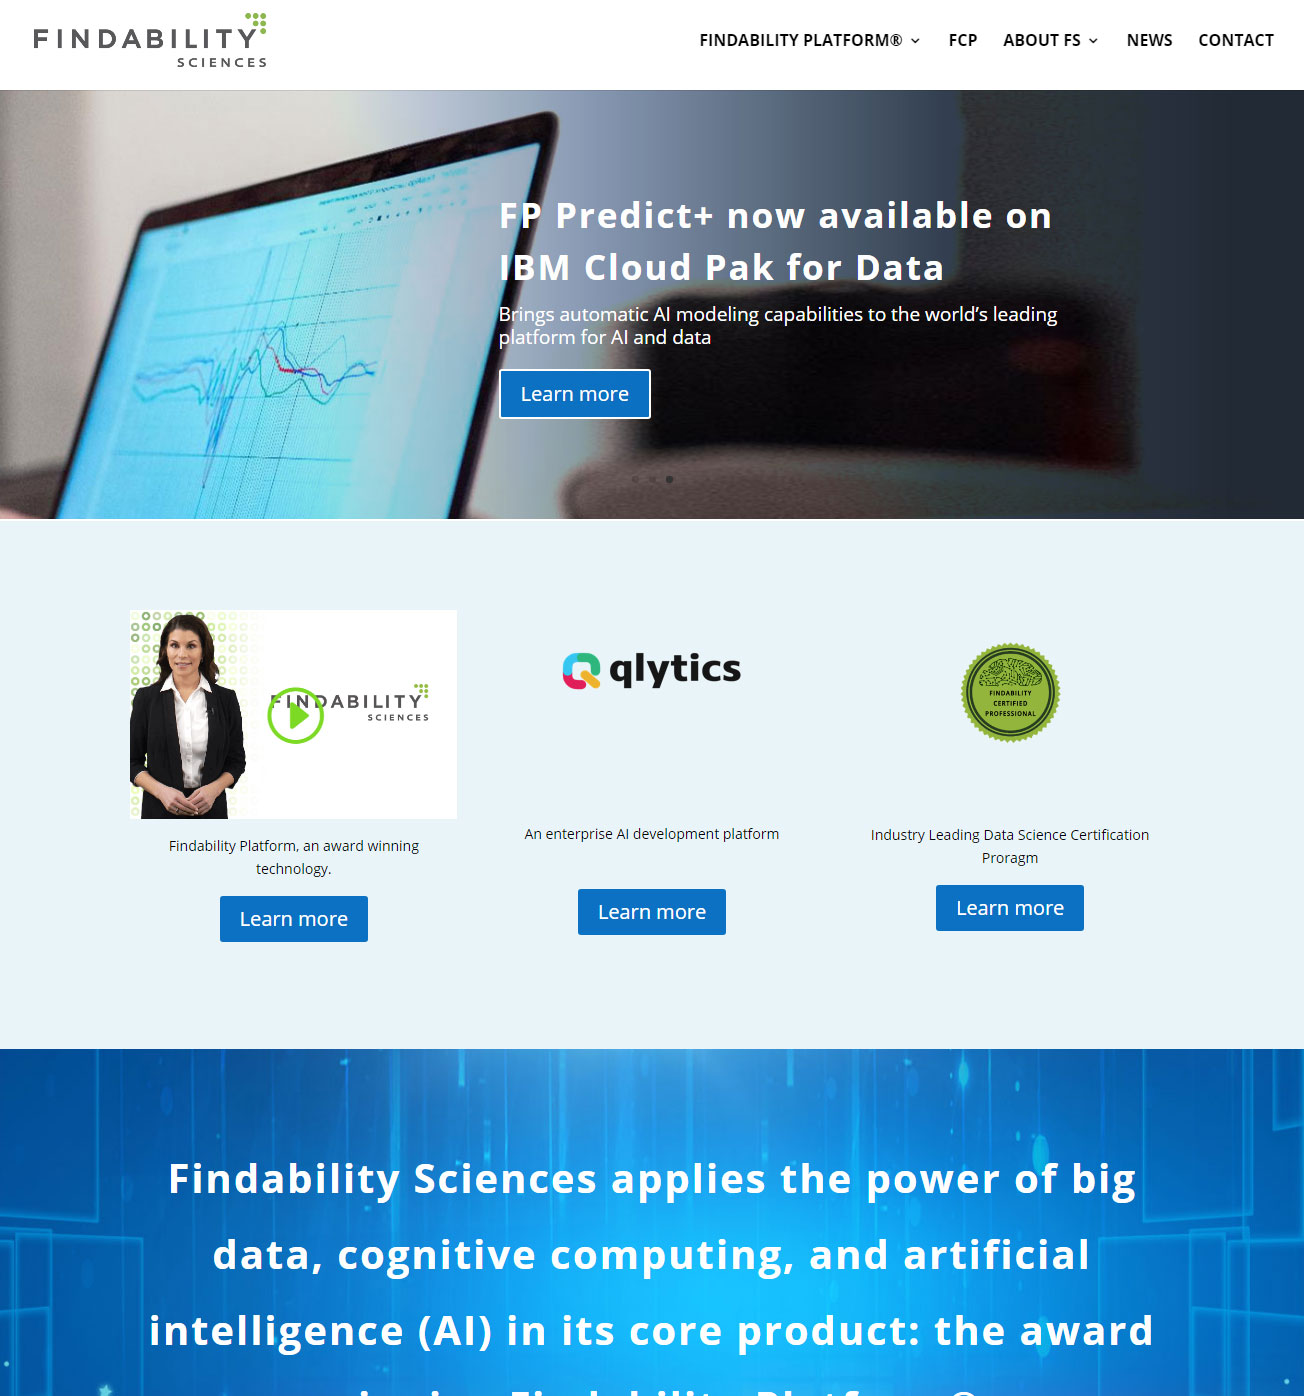 FINDABILITY
SCIENCES
FINDABILITY PLATFORM® FCP ABOUT FS NEWS CONTACT
FP Predict+ now available on
IBM Cloud Pak for Data
Brings automatic AI modeling capabilities to the world’s leading
platform for AI and data
Learn more
FINDABILITY
SCIENCES
Findability Platform, an award winning
technology.
Learn more
qlytics
An enterprise AI development platform
Learn more
FINDABILITY
CERTIFIED
PROFESSIONAL
Industry Leading Data Science Certification
Proragm
Learn more
Findability Sciences applies the power of big
data, cognitive computing, and artificial
intelligence (AI) in its core product: the award